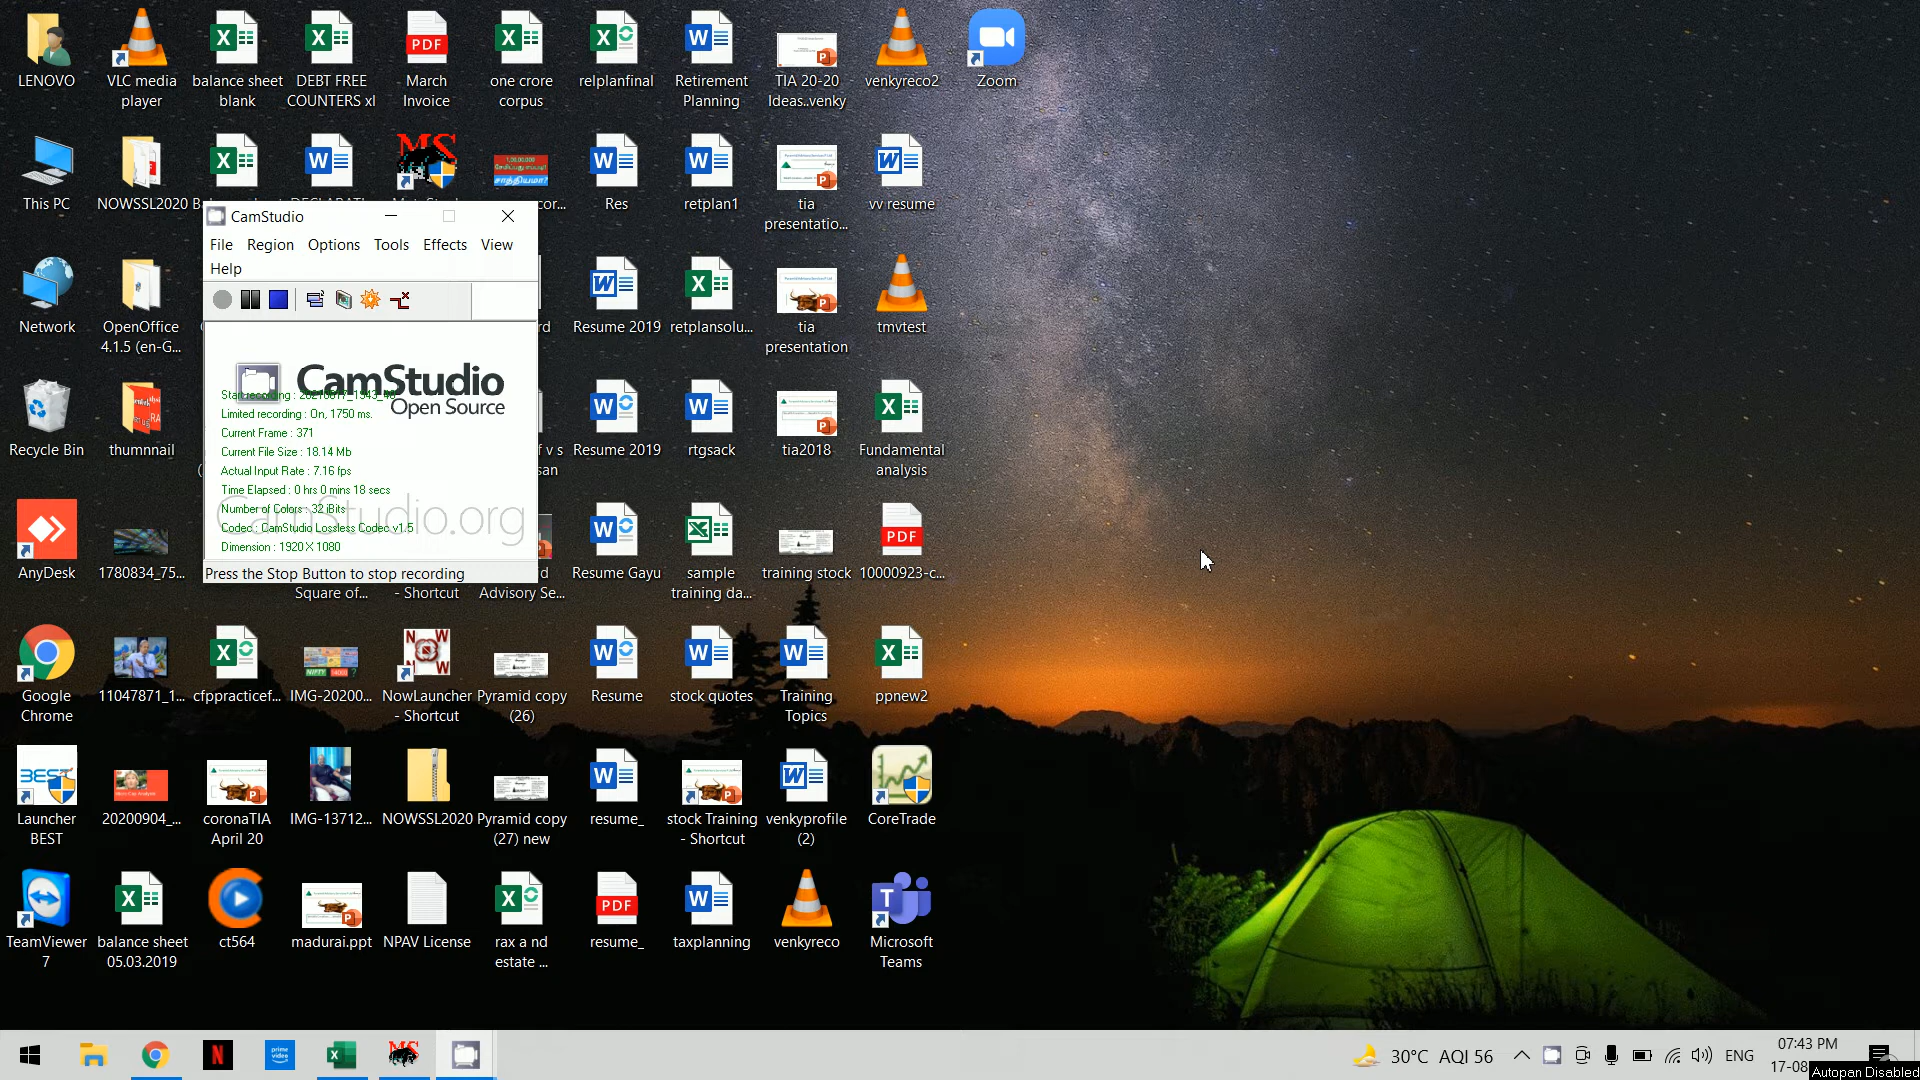 LENOVO
VLC media
player
balance sheet
blank
DEBT FREE
COUNTERS xl
March
Invoice
one crore
corpus
relplanfinal
Retirement
Planning
TIA 20-20
Ideas..venky
venkyreco2
Zoom
This PC
NOWSSL2020
Res
retplan1
tia
presentatio...
vv resume
CamStudio
File Region Options Tools Effects View
Help
Network
OpenOffice
4.1.5 (en-G...
Resume 2019
retplansolu...
tia
presentation
tmvtest
CamStudio
Open Source
Start recording :
Limited recording : On, 1750 ms.
Current Frame : 371
Current File Size : 18.14 Mb
Actual Input Rate : 7.16 fps
Time Elapsed : 0 hrs 0 mins 18 secs
Number of Colors : 32 iBits
Codec : CamStudio Lossless Codec v1.5
Dimension : 1920 X 1080
CamStudio.org
Press the Stop Button to stop recording
Recycle Bin
thumnnail
Resume 2019
rtgsack
tia2018
Fundamental
analysis
AnyDesk
1780834_75...
Square of...
- Shortcut
Advisory Se...
Resume Gayu
sample
training da...
training stock
10000923-c...
Google
Chrome
11047871_1...
cfppracticef...
IMG-20200...
NowLauncher
- Shortcut
Pyramid copy
(26)
Resume
stock quotes
Training
Topics
ppnew2
Launcher
BEST
20200904_...
coronaTIA
April 20
IMG-13712...
NOWSSL2020
Pyramid copy
(27) new
resume_
stock Training
- Shortcut
venkyprofile
(2)
CoreTrade
TeamViewer
7
balance sheet
05.03.2019
ct564
madurai.ppt
NPAV License
rax a nd
estate ...
resume_
taxplanning
venkyreco
Microsoft
Teams
30°C AQI 56
ENG
07:43 PM
17-08
Autopan Disabled